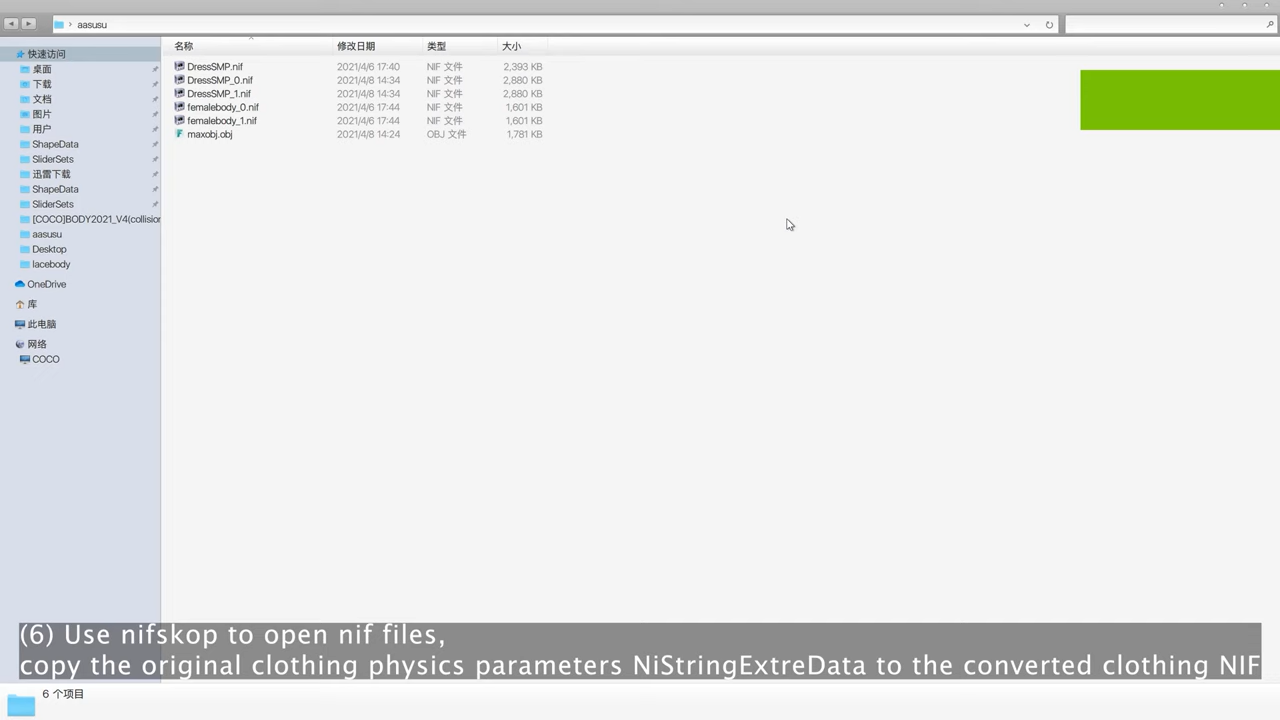 aasusu
名称 修改日期 类型 大小
快速访问
桌面
下载
文档
图片
用户
ShapeData
SliderSets
迅雷下载
ShapeData
SliderSets
[COCO]BODY2021_V4(collision
aasusu
Desktop
lacebody
OneDrive
库
此电脑
网络
COCO
DressSMP.nif 2021/4/6 17:40 NIF 文件 2,393 KB
DressSMP_0.nif 2021/4/8 14:34 NIF 文件 2,880 KB
DressSMP_1.nif 2021/4/8 14:34 NIF 文件 2,880 KB
femalebody_0.nif 2021/4/6 17:44 NIF 文件 1,601 KB
femalebody_1.nif 2021/4/6 17:44 NIF 文件 1,601 KB
maxobj.obj 2021/4/8 14:24 OBJ 文件 1,781 KB
(6) Use nifskop to open nif files,
copy the original clothing physics parameters NiStringExtreData to the converted clothing NIF
6 个项目